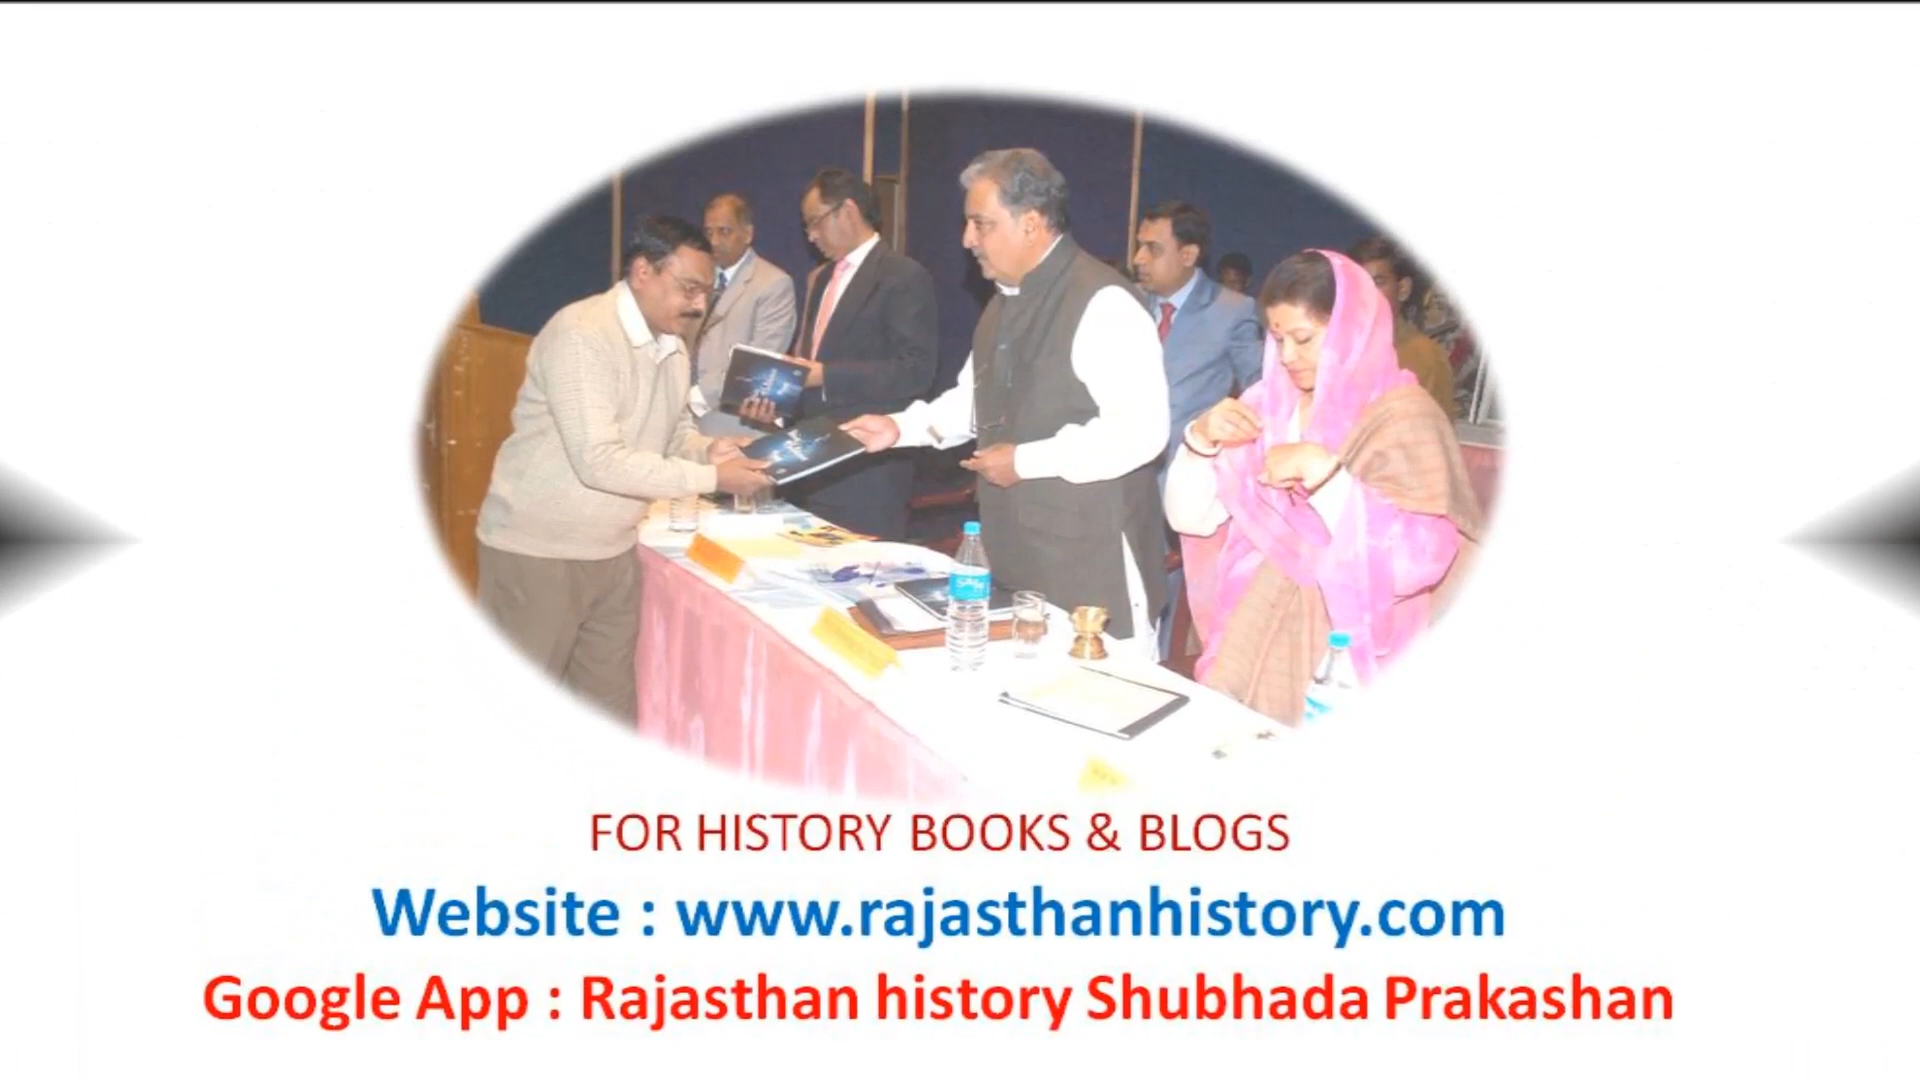 FOR HISTORY BOOKS & BLOGS
Website : www.rajasthanhistory.com
Google App : Rajasthan history Shubhada Prakashan